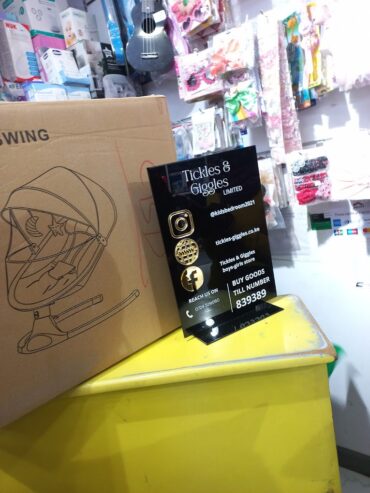 SWING
Tickles &
Giggles
LIMITED
@kidsbedroom2021
tickles-giggles.co.ke
Tickles & Giggles
boys-girls store
REACH US ON
BUY GOODS
TILL NUMBER
839389